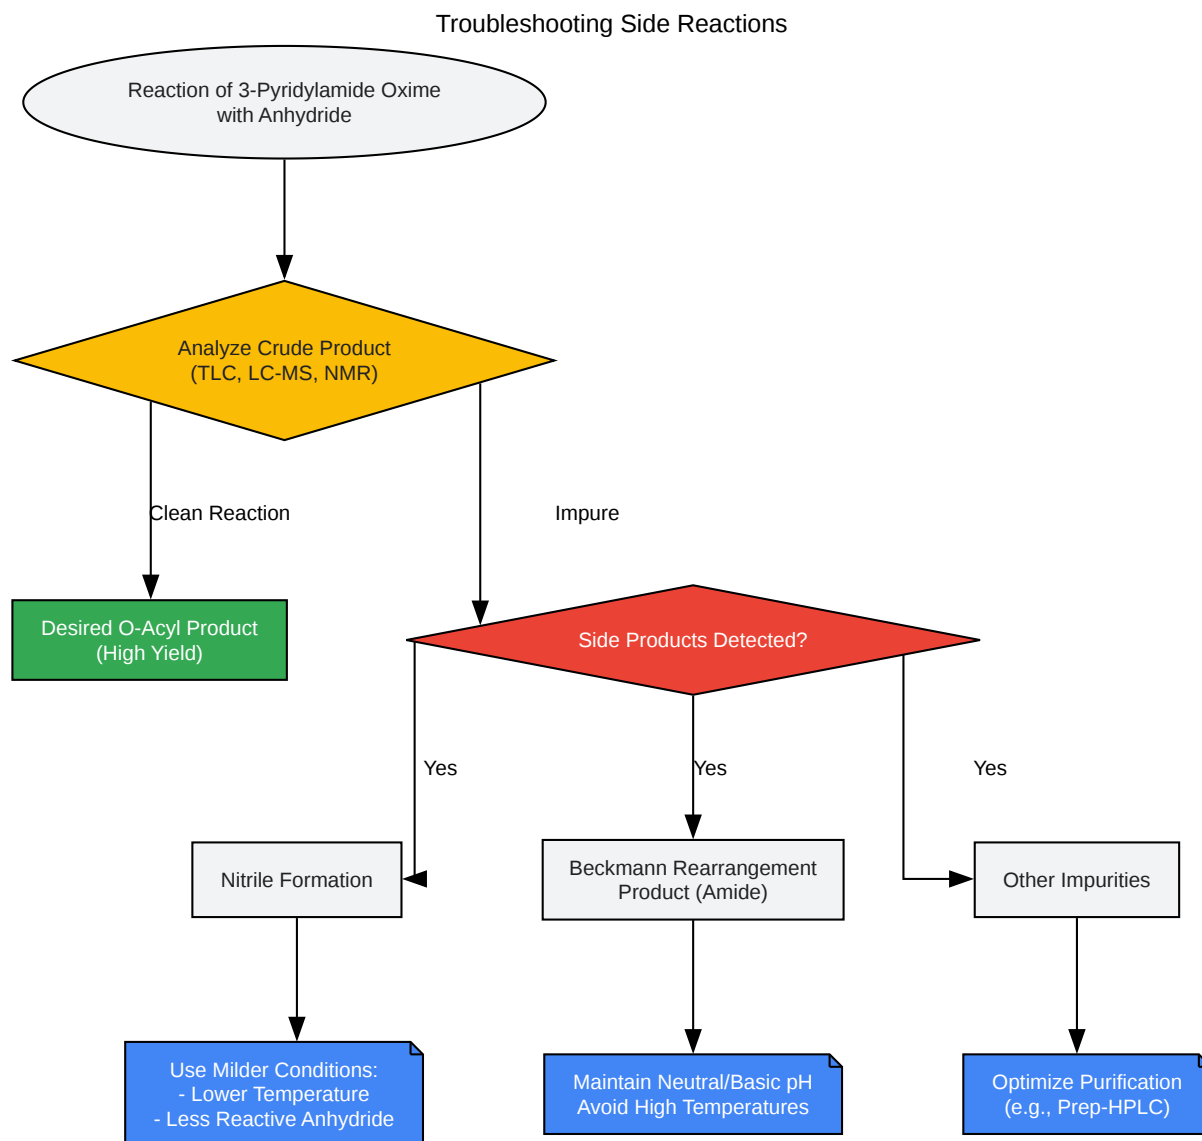 Troubleshooting Side Reactions
Reaction of 3-Pyridylamide Oxime
with Anhydride
Analyze Crude Product
(TLC, LC-MS, NMR)
Clean Reaction
Impure
Desired O-Acyl Product
(High Yield)
Side Products Detected?
Yes
Yes
Yes
Nitrile Formation
Beckmann Rearrangement
Product (Amide)
Other Impurities
Use Milder Conditions:
- Lower Temperature
- Less Reactive Anhydride
Maintain Neutral/Basic pH
Avoid High Temperatures
Optimize Purification
(e.g., Prep-HPLC)